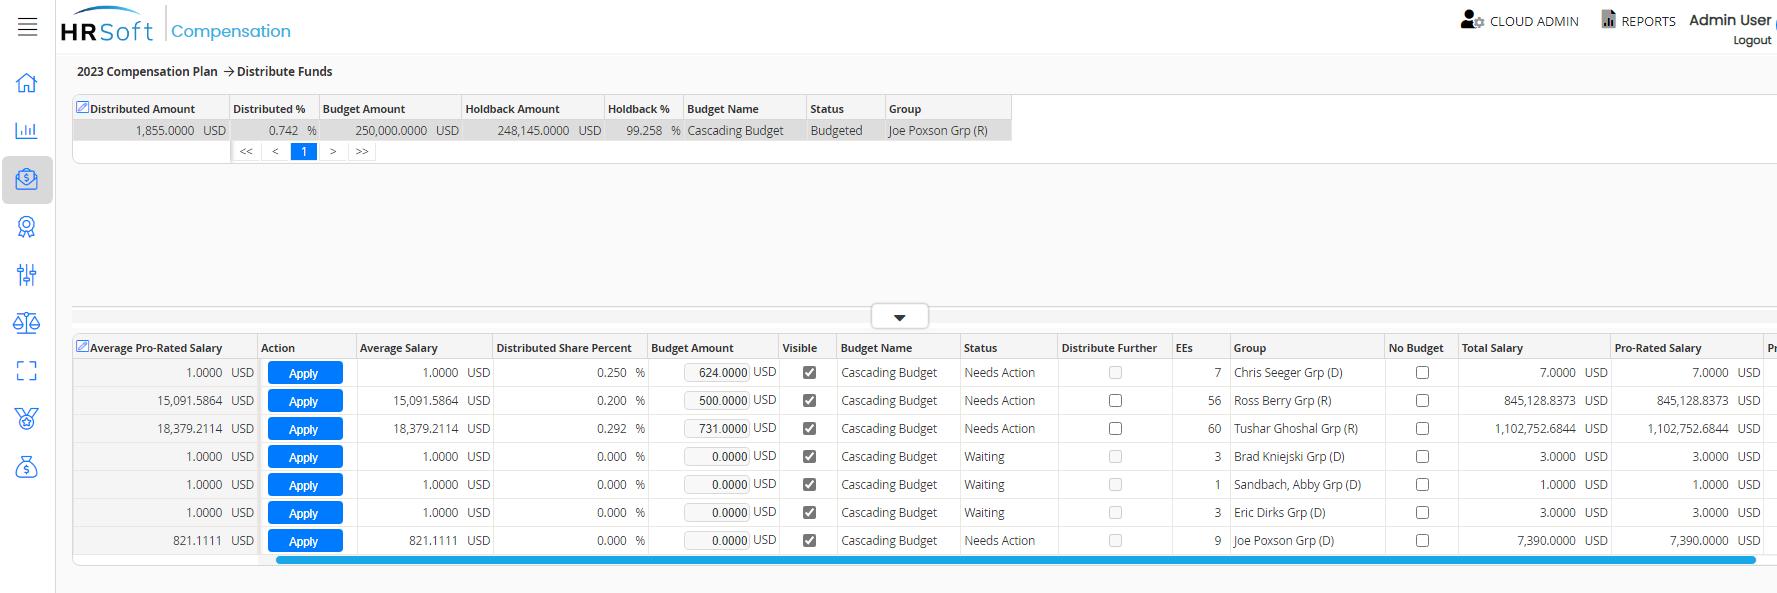 HRSoft Compensation CLOUD ADMIN REPORTS Admin User
Logout
2023 Compensation Plan → Distribute Funds
Distributed Amount Distributed % Budget Amount Holdback Amount Holdback % Budget Name Status Group
1,855.0000 USD 0.742 % 250,000.0000 USD 248,145.0000 USD 99.258 % Cascading Budget Budgeted Joe Poxson Grp (R)
<< < 1 > >>
Average Pro-Rated Salary Action Average Salary Distributed Share Percent Budget Amount Visible Budget Name Status Distribute Further EEs Group No Budget Total Salary Pro-Rated Salary
1.0000 USD Apply 1.0000 USD 0.250 % 624.0000 USD Cascading Budget Needs Action 7 Chris Seeger Grp (D) 7.0000 USD 7.0000 USD
15,091.5864 USD Apply 15,091.5864 USD 0.200 % 500.0000 USD Cascading Budget Needs Action 56 Ross Berry Grp (R) 845,128.8373 USD 845,128.8373 USD
18,379.2114 USD Apply 18,379.2114 USD 0.292 % 731.0000 USD Cascading Budget Needs Action 60 Tushar Ghoshal Grp (R) 1,102,752.6844 USD 1,102,752.6844 USD
1.0000 USD Apply 1.0000 USD 0.000 % 0.0000 USD Cascading Budget Waiting 3 Brad Kniejski Grp (D) 3.0000 USD 3.0000 USD
1.0000 USD Apply 1.0000 USD 0.000 % 0.0000 USD Cascading Budget Waiting 1 Sandbach, Abby Grp (D) 1.0000 USD 1.0000 USD
1.0000 USD Apply 1.0000 USD 0.000 % 0.0000 USD Cascading Budget Waiting 3 Eric Dirks Grp (D) 3.0000 USD 3.0000 USD
821.1111 USD Apply 821.1111 USD 0.000 % 0.0000 USD Cascading Budget Needs Action 9 Joe Poxson Grp (D) 7,390.0000 USD 7,390.0000 USD